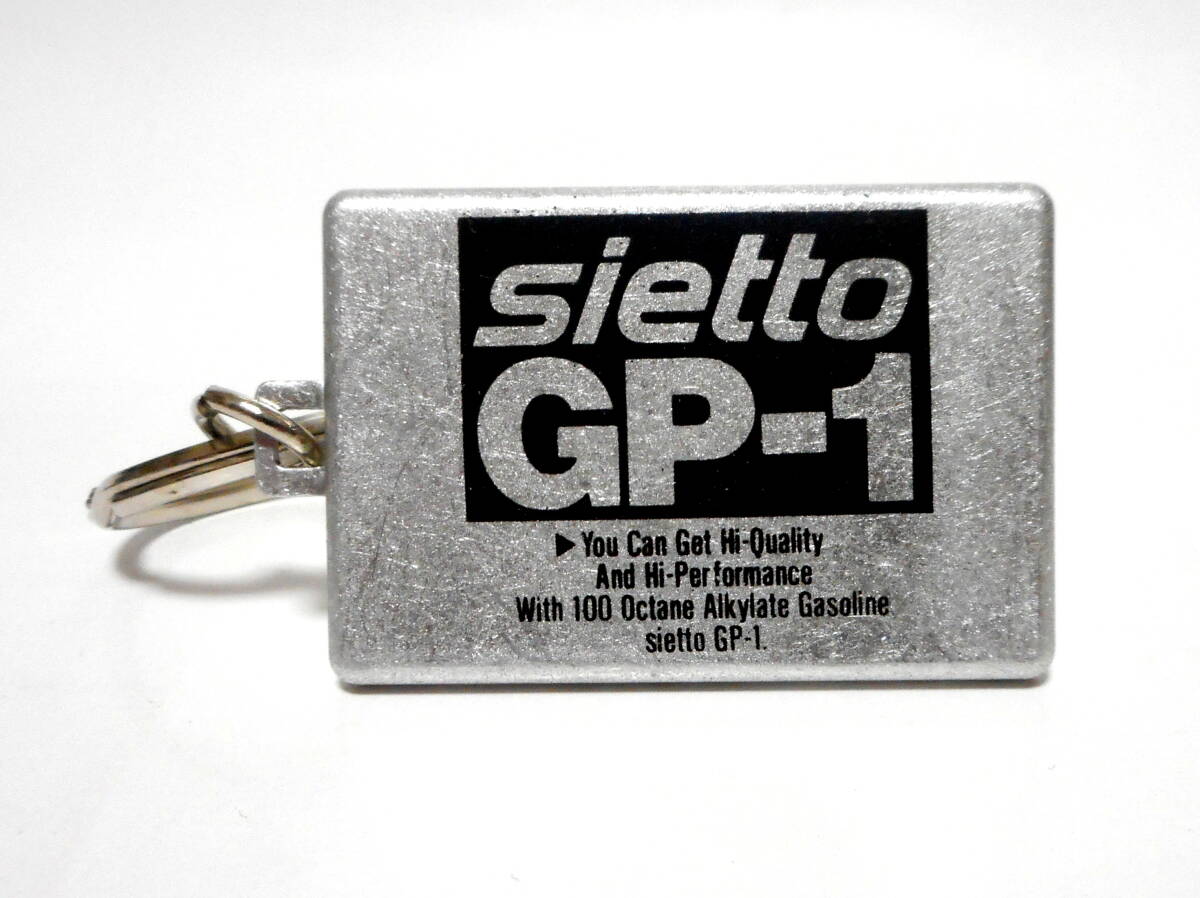 sietto
GP-1
▶You Can Get Hi-Quality
And Hi-Performance
With 100 Octane Alkylate Gasoline
sietto GP-1.